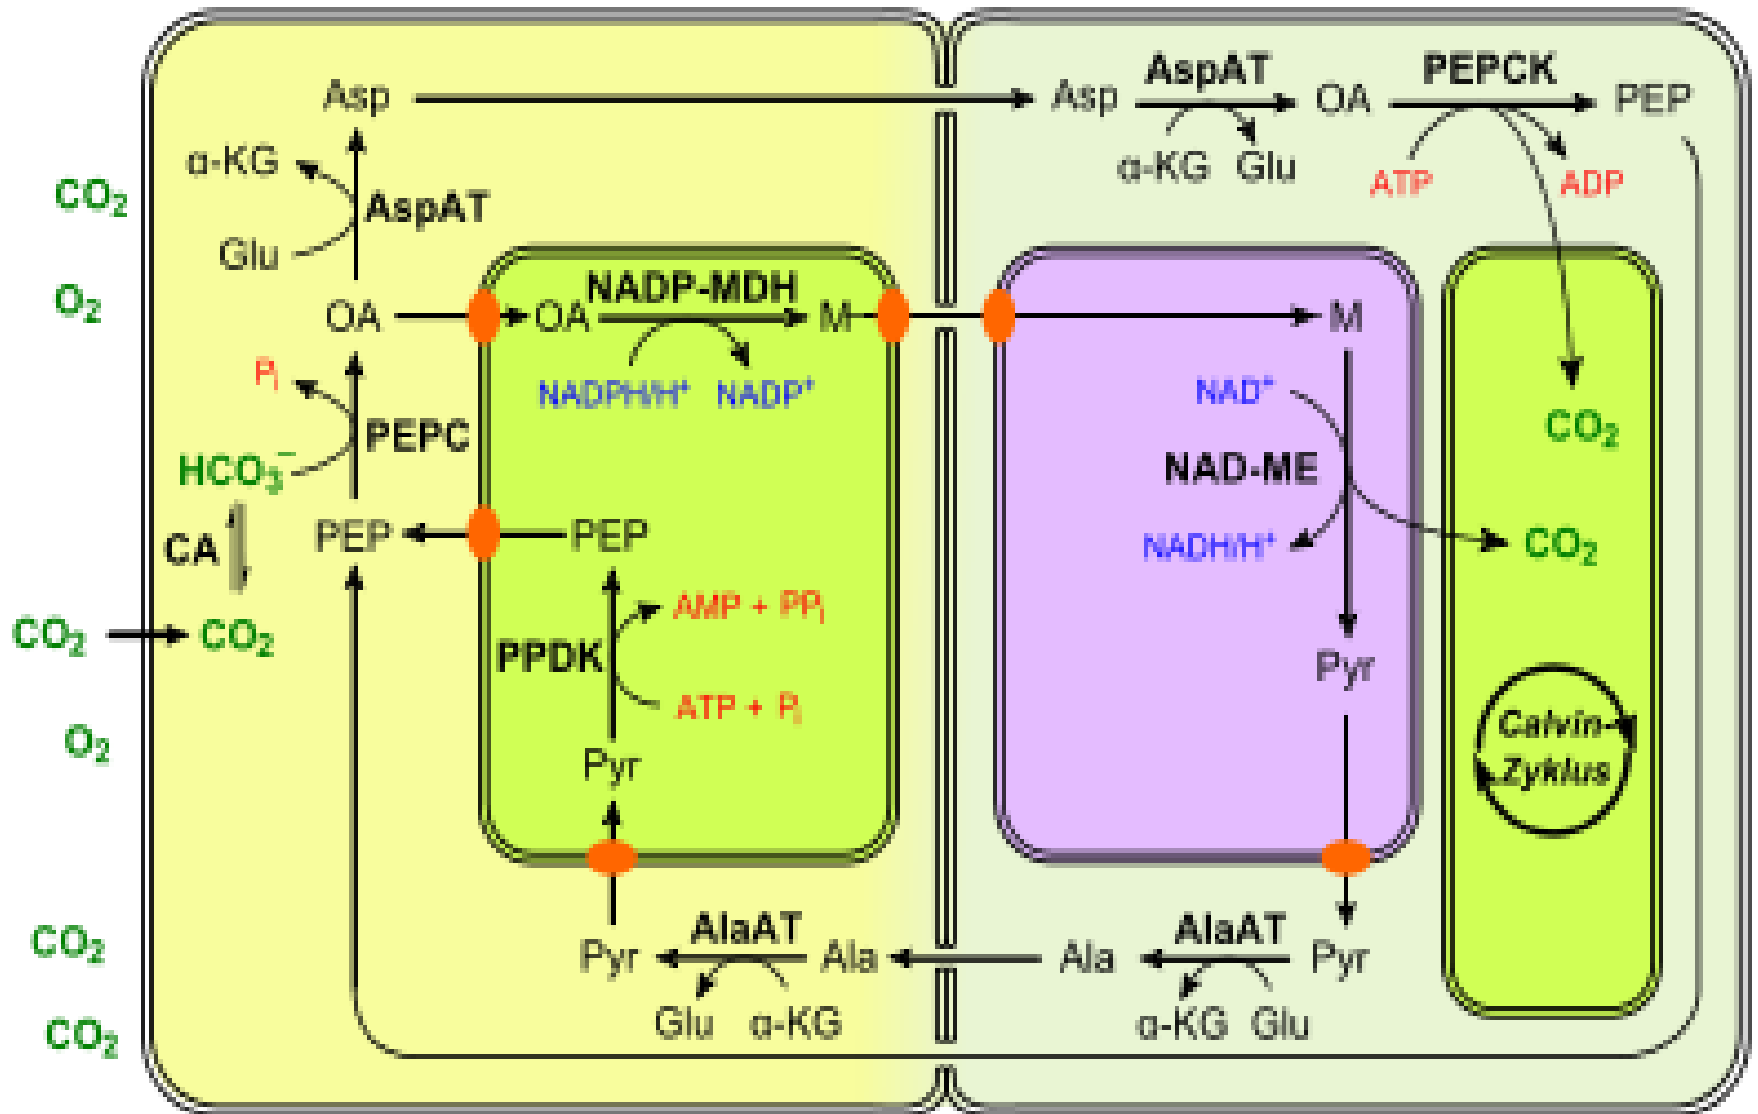 AspAT PEPCK
Asp Asp OA PEP
α-KG α-KG Glu ATP ADP
CO₂ AspAT
Glu
O₂ NADP-MDH
OA OA M M
Pᵢ NADPH/H⁺ NADP⁺ NAD⁺
PEPC CO₂
HCO₃⁻ NAD-ME
CA PEP PEP NADH/H⁺ CO₂
AMP + PPᵢ
CO₂ CO₂ PPDK Pyr
ATP + Pᵢ
O₂ Pyr Calvin-
Zyklus
CO₂ AlaAT AlaAT
Pyr Ala Ala Pyr
CO₂ Glu α-KG α-KG Glu